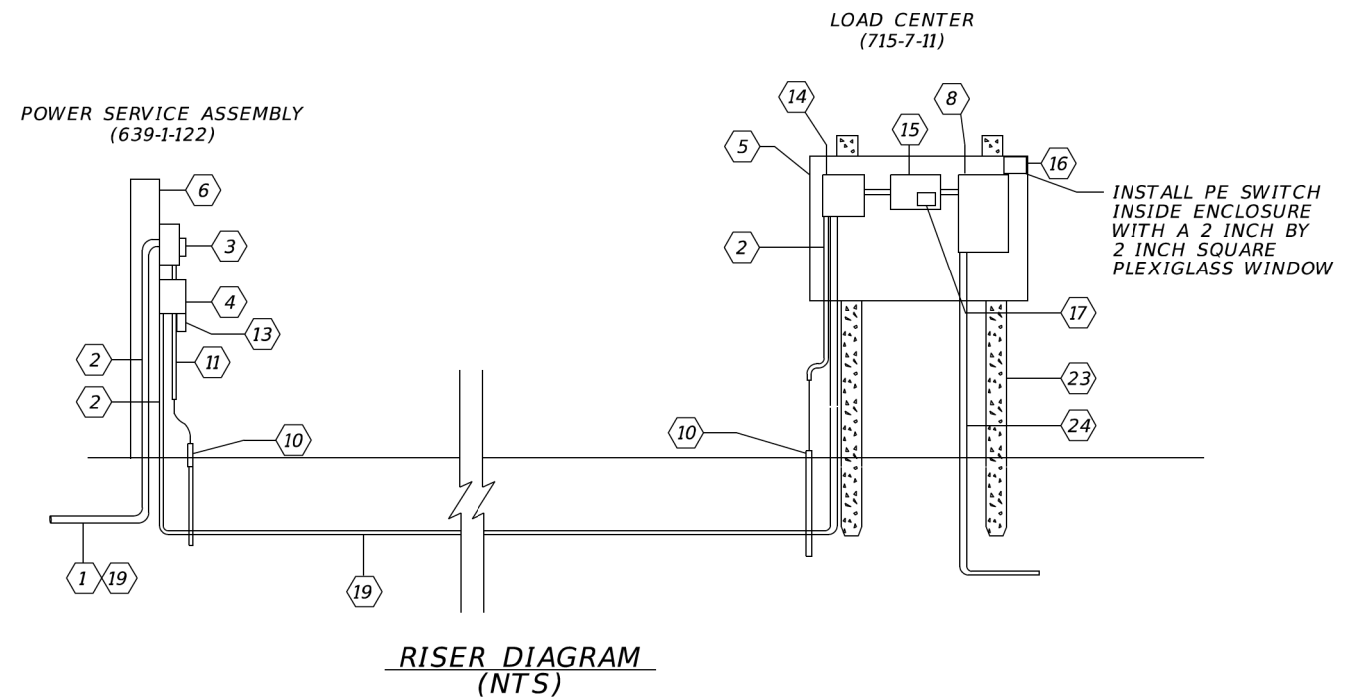 LOAD CENTER
(715-7-11)
POWER SERVICE ASSEMBLY
(639-1-122)
14
8
15
5
16
6
INSTALL PE SWITCH
INSIDE ENCLOSURE
WITH A 2 INCH BY
2 INCH SQUARE
PLEXIGLASS WINDOW
3
2
4
17
13
2
11
23
2
24
10
10
1
19
19
RISER DIAGRAM
(NTS)